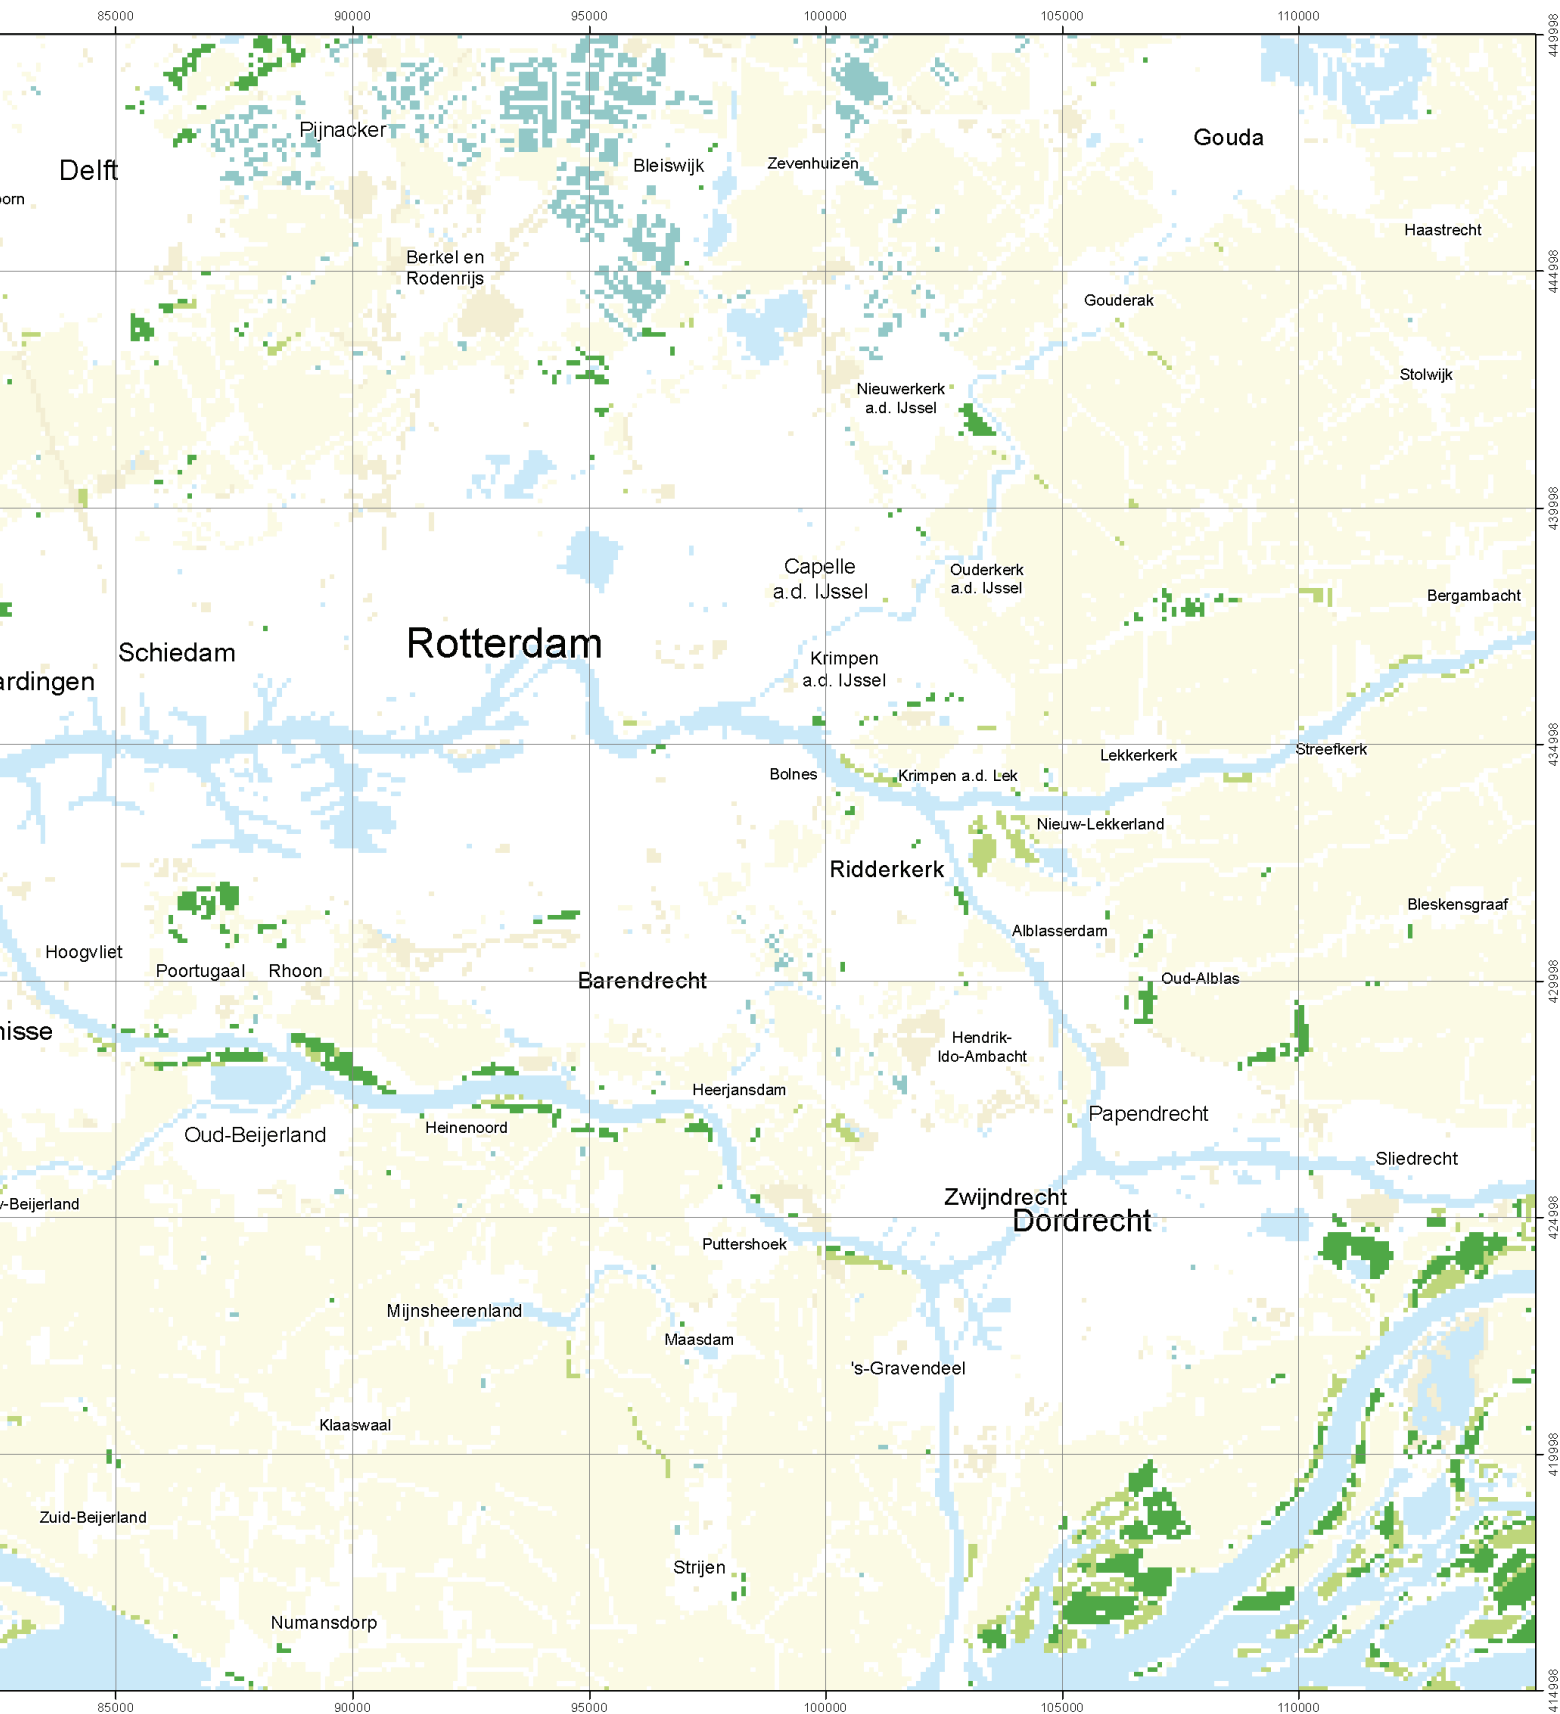 85000 90000 95000 100000 105000 110000
449998
Pijnacker
Gouda
Delft
Bleiswijk
Zevenhuizen
oorn
Haastrecht
Berkel en
Rodenrijs
444998
Gouderak
Stolwijk
Nieuwerkerk
a.d. IJssel
439998
Capelle
a.d. IJssel
Ouderkerk
a.d. IJssel
Bergambacht
Rotterdam
Schiedam
Krimpen
a.d. IJssel
ardingen
434998
Streefkerk
Lekkerkerk
Bolnes
Krimpen a.d. Lek
Nieuw-Lekkerland
Ridderkerk
Bleskensgraaf
Alblasserdam
Hoogvliet
Poortugaal
Rhoon
Barendrecht
Oud-Alblas
429998
nisse
Hendrik-
Ido-Ambacht
Heerjansdam
Papendrecht
Heinenoord
Oud-Beijerland
Sliedrecht
Zwijndrecht
v-Beijerland
Dordrecht
424998
Puttershoek
Mijnsheerenland
Maasdam
's-Gravendeel
Klaaswaal
419998
Zuid-Beijerland
Strijen
Numansdorp
414998
85000 90000 95000 100000 105000 110000